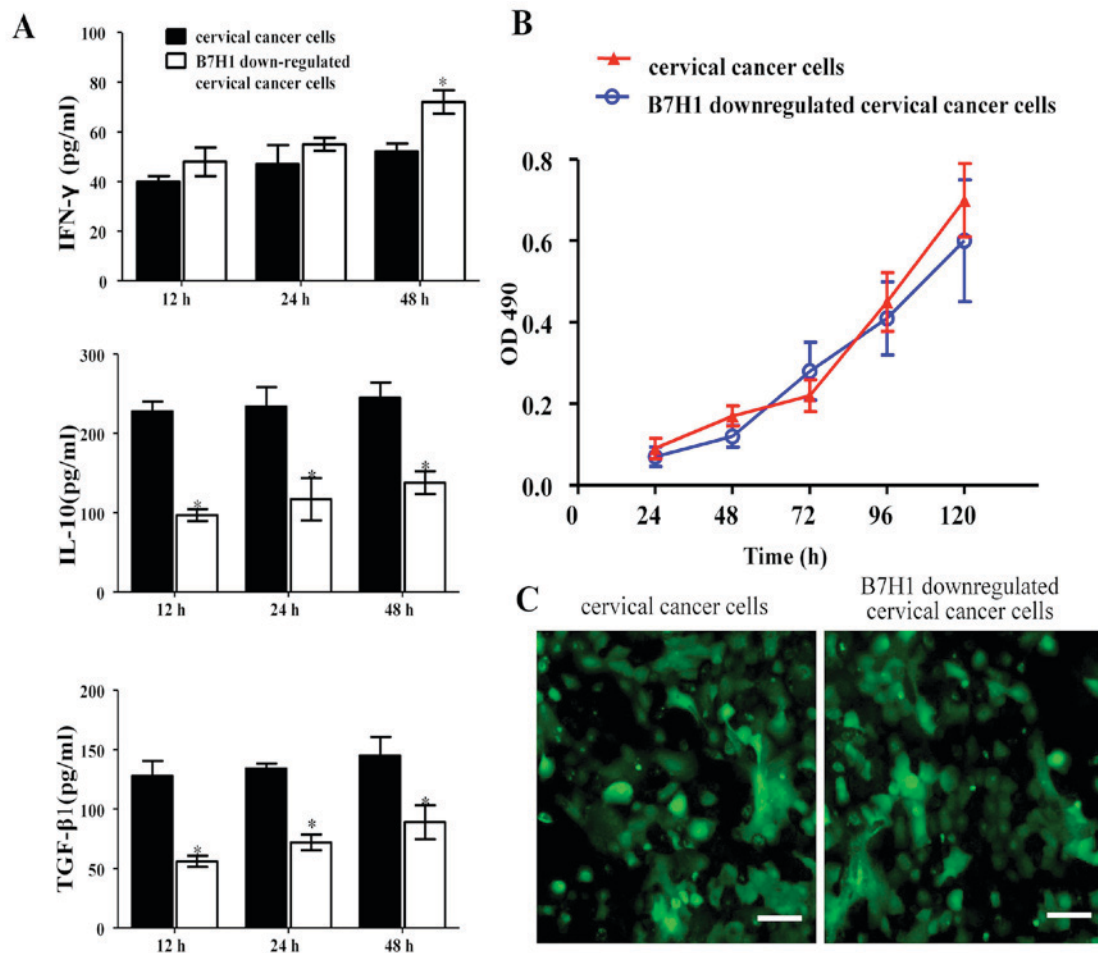 A
cervical cancer cells
B7H1 down-regulated
cervical cancer cells
IFN-γ (pg/ml)
100
80
60
40
20
0
*
12 h
24 h
48 h
IL-10(pg/ml)
300
250
200
150
100
50
0
*
*
*
12 h
24 h
48 h
TGF-β1(pg/ml)
200
150
100
50
0
*
*
*
12 h
24 h
48 h
B
cervical cancer cells
B7H1 downregulated cervical cancer cells
OD 490
0.8
0.6
0.4
0.2
0.0
0
24
48
72
96
120
Time (h)
C
cervical cancer cells
B7H1 downregulated
cervical cancer cells